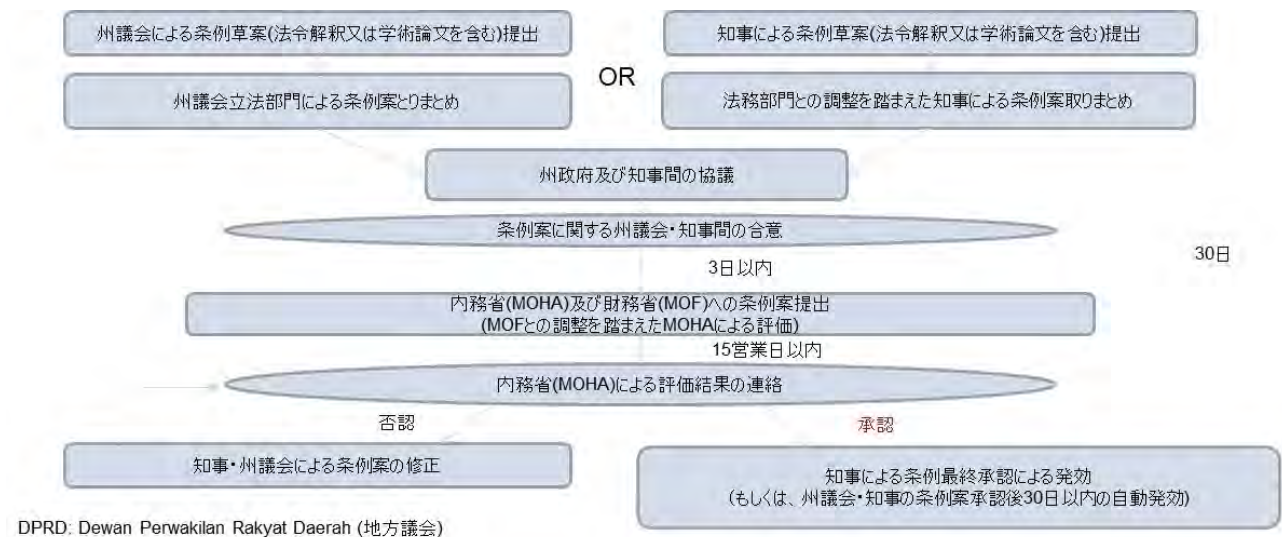 州議会による条例草案(法令解釈又は学術論文を含む)提出
知事による条例草案(法令解釈又は学術論文を含む)提出
OR
州議会立法部門による条例案とりまとめ
法務部門との調整を踏まえた知事による条例案取りまとめ
州政府及び知事間の協議
条例案に関する州議会・知事間の合意
30日
3日以内
内務省(MOHA)及び財務省(MOF)への条例案提出
(MOFとの調整を踏まえたMOHAによる評価)
15営業日以内
内務省(MOHA)による評価結果の連絡
否認
承認
知事・州議会による条例案の修正
知事による条例最終承認による発効
(もしくは、州議会・知事の条例案承認後30日以内の自動発効)
DPRD: Dewan Perwakilan Rakyat Daerah (地方議会)